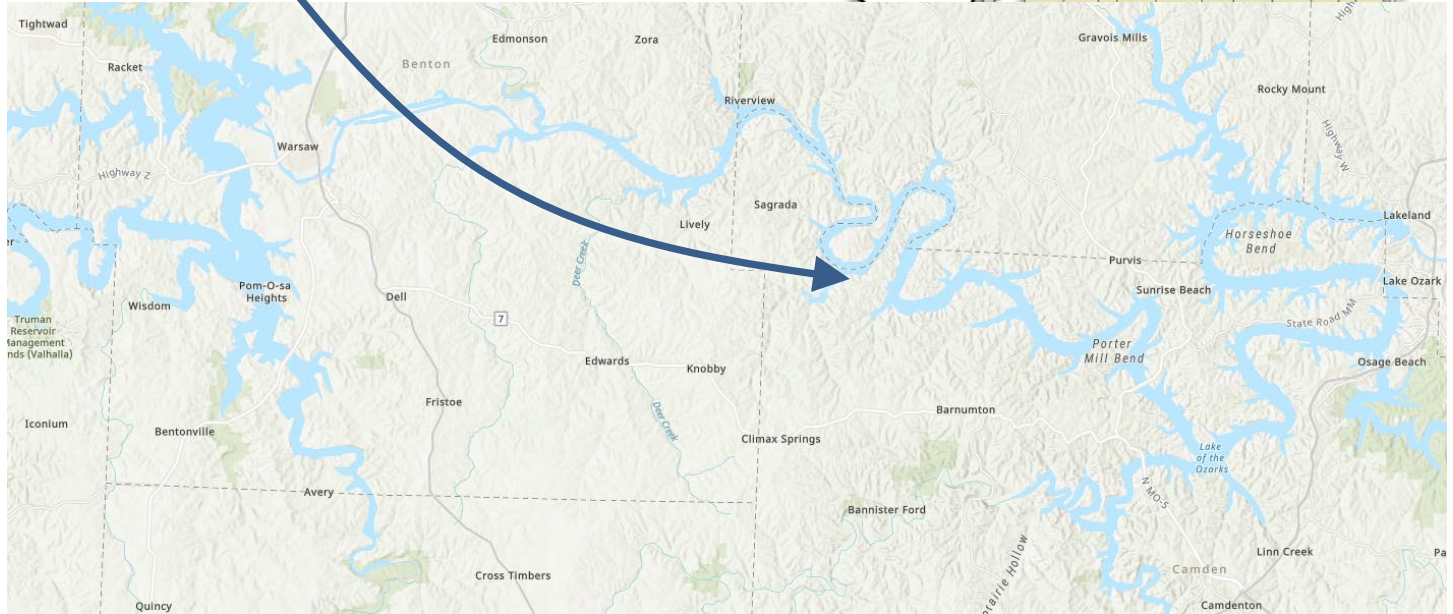 Tightwad
Racket
Edmonson
Zora
Benton
Gravois Mills
Rocky Mount
Riverview
Highway W
Warsaw
Highway Z
Sagrada
Lively
Lakeland
Horseshoe
Bend
Deer Creek
Purvis
Sunrise Beach
Lake Ozark
Pom-O-sa
Heights
Dell
Wisdom
7
State Road MM
Truman
Reservoir
Porter
Mill Bend
Osage Beach
Edwards
Knobby
Fristoe
Deer Creek
Barnumton
Iconium
Bentonville
Climax Springs
Lake
of the
Ozarks
Avery
N MO-5
Bannister Ford
Linn Creek
Camden
Cross Timbers
Quincy
Camdenton